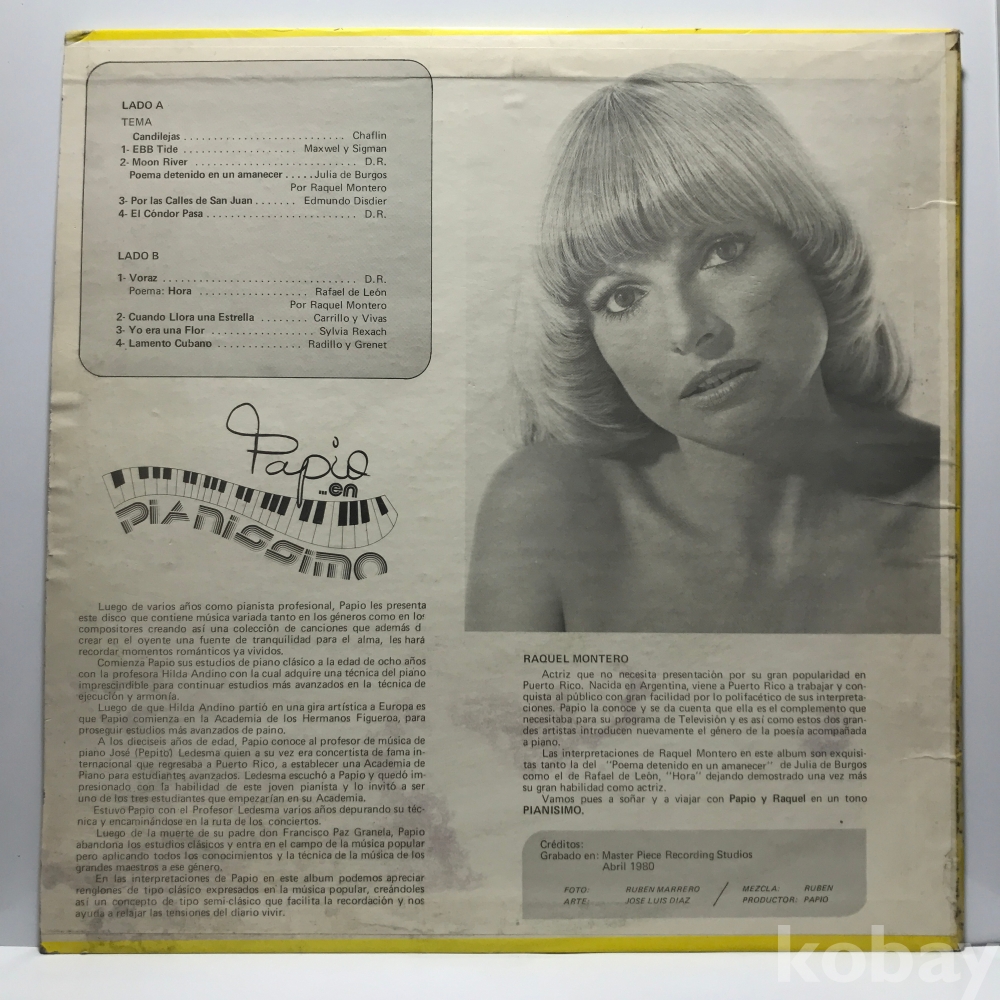 LADO A
TEMA
Candilejas . . . . . . . . . . . . . . . . . . . . . . . . . . . Chaflin
1- EBB Tide . . . . . . . . . . . . . . . . . . . Maxwel y Sigman
2- Moon River . . . . . . . . . . . . . . . . . . . . . . . . . . . . D.R.
Poema detenido en un amanecer . . . . . Julia de Burgos
Por Raquel Montero
3- Por las Calles de San Juan . . . . . . . Edmundo Disdier
4- El Cóndor Pasa . . . . . . . . . . . . . . . . . . . . . . . . . . D.R.
LADO B
1- Voraz . . . . . . . . . . . . . . . . . . . . . . . . . . . . . . . . . D.R.
Poema: Hora . . . . . . . . . . . . . . . . . . . Rafael de León
Por Raquel Montero
2- Cuando Llora una Estrella . . . . . . . . Carrillo y Vivas
3- Yo era una Flor . . . . . . . . . . . . . . . . . . Sylvia Rexach
4- Lamento Cubano . . . . . . . . . . . . . . Radillo y Grenet
Papio
...en
PIANISSIMO
Luego de varios años como pianista profesional, Papio les presenta
este disco que contiene música variada tanto en los géneros como en los
compositores creando así una colección de canciones que además d
crear en el oyente una fuente de tranquilidad para el alma, les hará
recordar momentos románticos ya vividos.
Comienza Papio sus estudios de piano clásico a la edad de ocho años
con la profesora Hilda Andino con la cual adquire una técnica del piano
imprescindible para continuar estudios más avanzados en la técnica de
ejecución y armonía.
Luego de que Hilda Andino partió en una gira artística a Europa es
que Papio comienza en la Academia de los Hermanos Figueroa, para
proseguir estudios más avanzados de paino.
A los dieciseis años de edad, Papio conoce al profesor de música de
piano José (Pepito) Ledesma quien a su vez era concertista de fama in-
ternacional que regresaba a Puerto Rico, a establecer una Academia de
Piano para estudiantes avanzados. Ledesma escuchó a Papio y quedó im-
presionado con la habilidad de este joven pianista y lo invitó a ser
uno de los tres estudiantes que empezarían en su Academia.
Estuvo Papio con el Profesor Ledesma varios años depurando su téc-
nica y encaminándose en la ruta de los conciertos.
Luego de la muerte de su padre don Francisco Paz Granela, Papio
abandona los estudios clásicos y entra en el campo de la música popular
pero aplicando todos los conocimientos y la técnica de la música de los
grandes maestros a ese género.
En las interpretaciones de Papio en este album podemos apreciar
renglones de tipo clásico expresados en la música popular, creándoles
así un concepto de tipo semi-clásico que facilita la recordación y nos
ayuda a relajar las tensiones del diario vivir.
RAQUEL MONTERO
Actriz que no necesita presentación por su gran popularidad en
Puerto Rico. Nacida en Argentina, viene a Puerto Rico a trabajar y con-
quista al público con gran facilidad por lo polifacético de sus interpreta-
ciones. Papio la conoce y se da cuenta que ella es el complemento que
necesitaba para su programa de Televisión y es así como estos dos gran-
des artistas introducen nuevamente el género de la poesía acompañada
a piano.
Las interpretaciones de Raquel Montero en este album son exquisi-
tas tanto la del "Poema detenido en un amanecer" de Julia de Burgos
como el de Rafael de León, "Hora" dejando demostrado una vez más
su gran habilidad como actriz.
Vamos pues a soñar y a viajar con Papio y Raquel en un tono
PIANISIMO.
Créditos:
Grabado en: Master Piece Recording Studios
Abril 1980
FOTO: RUBEN MARRERO / MEZCLA: RUBEN
ARTE: JOSE LUIS DIAZ PRODUCTOR: PAPIO
kobay